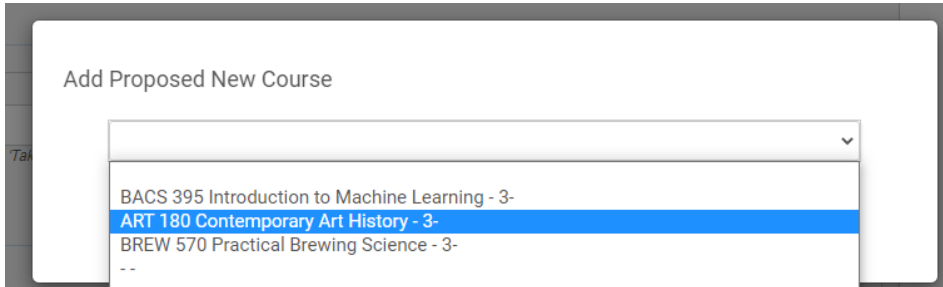 Add Proposed New Course
'Tak
BACS 395 Introduction to Machine Learning - 3-
ART 180 Contemporary Art History - 3-
BREW 570 Practical Brewing Science - 3-
- -